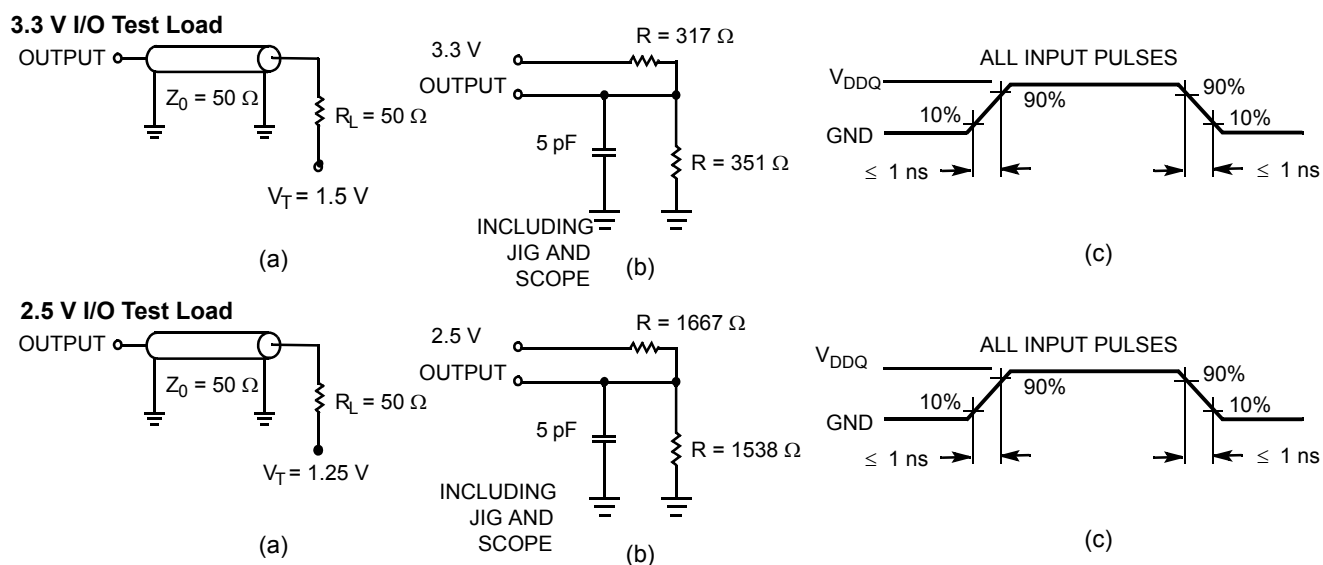 3.3 V I/O Test Load
OUTPUT
Z0 = 50 Ω
RL = 50 Ω
VT = 1.5 V
(a)
3.3 V
R = 317 Ω
OUTPUT
5 pF
R = 351 Ω
INCLUDING
JIG AND
SCOPE
(b)
ALL INPUT PULSES
VDDQ
GND
10%
90%
90%
10%
≤ 1 ns
≤ 1 ns
(c)
2.5 V I/O Test Load
OUTPUT
Z0 = 50 Ω
RL = 50 Ω
VT = 1.25 V
(a)
2.5 V
R = 1667 Ω
OUTPUT
5 pF
R = 1538 Ω
INCLUDING
JIG AND
SCOPE
(b)
ALL INPUT PULSES
VDDQ
GND
10%
90%
90%
10%
≤ 1 ns
≤ 1 ns
(c)